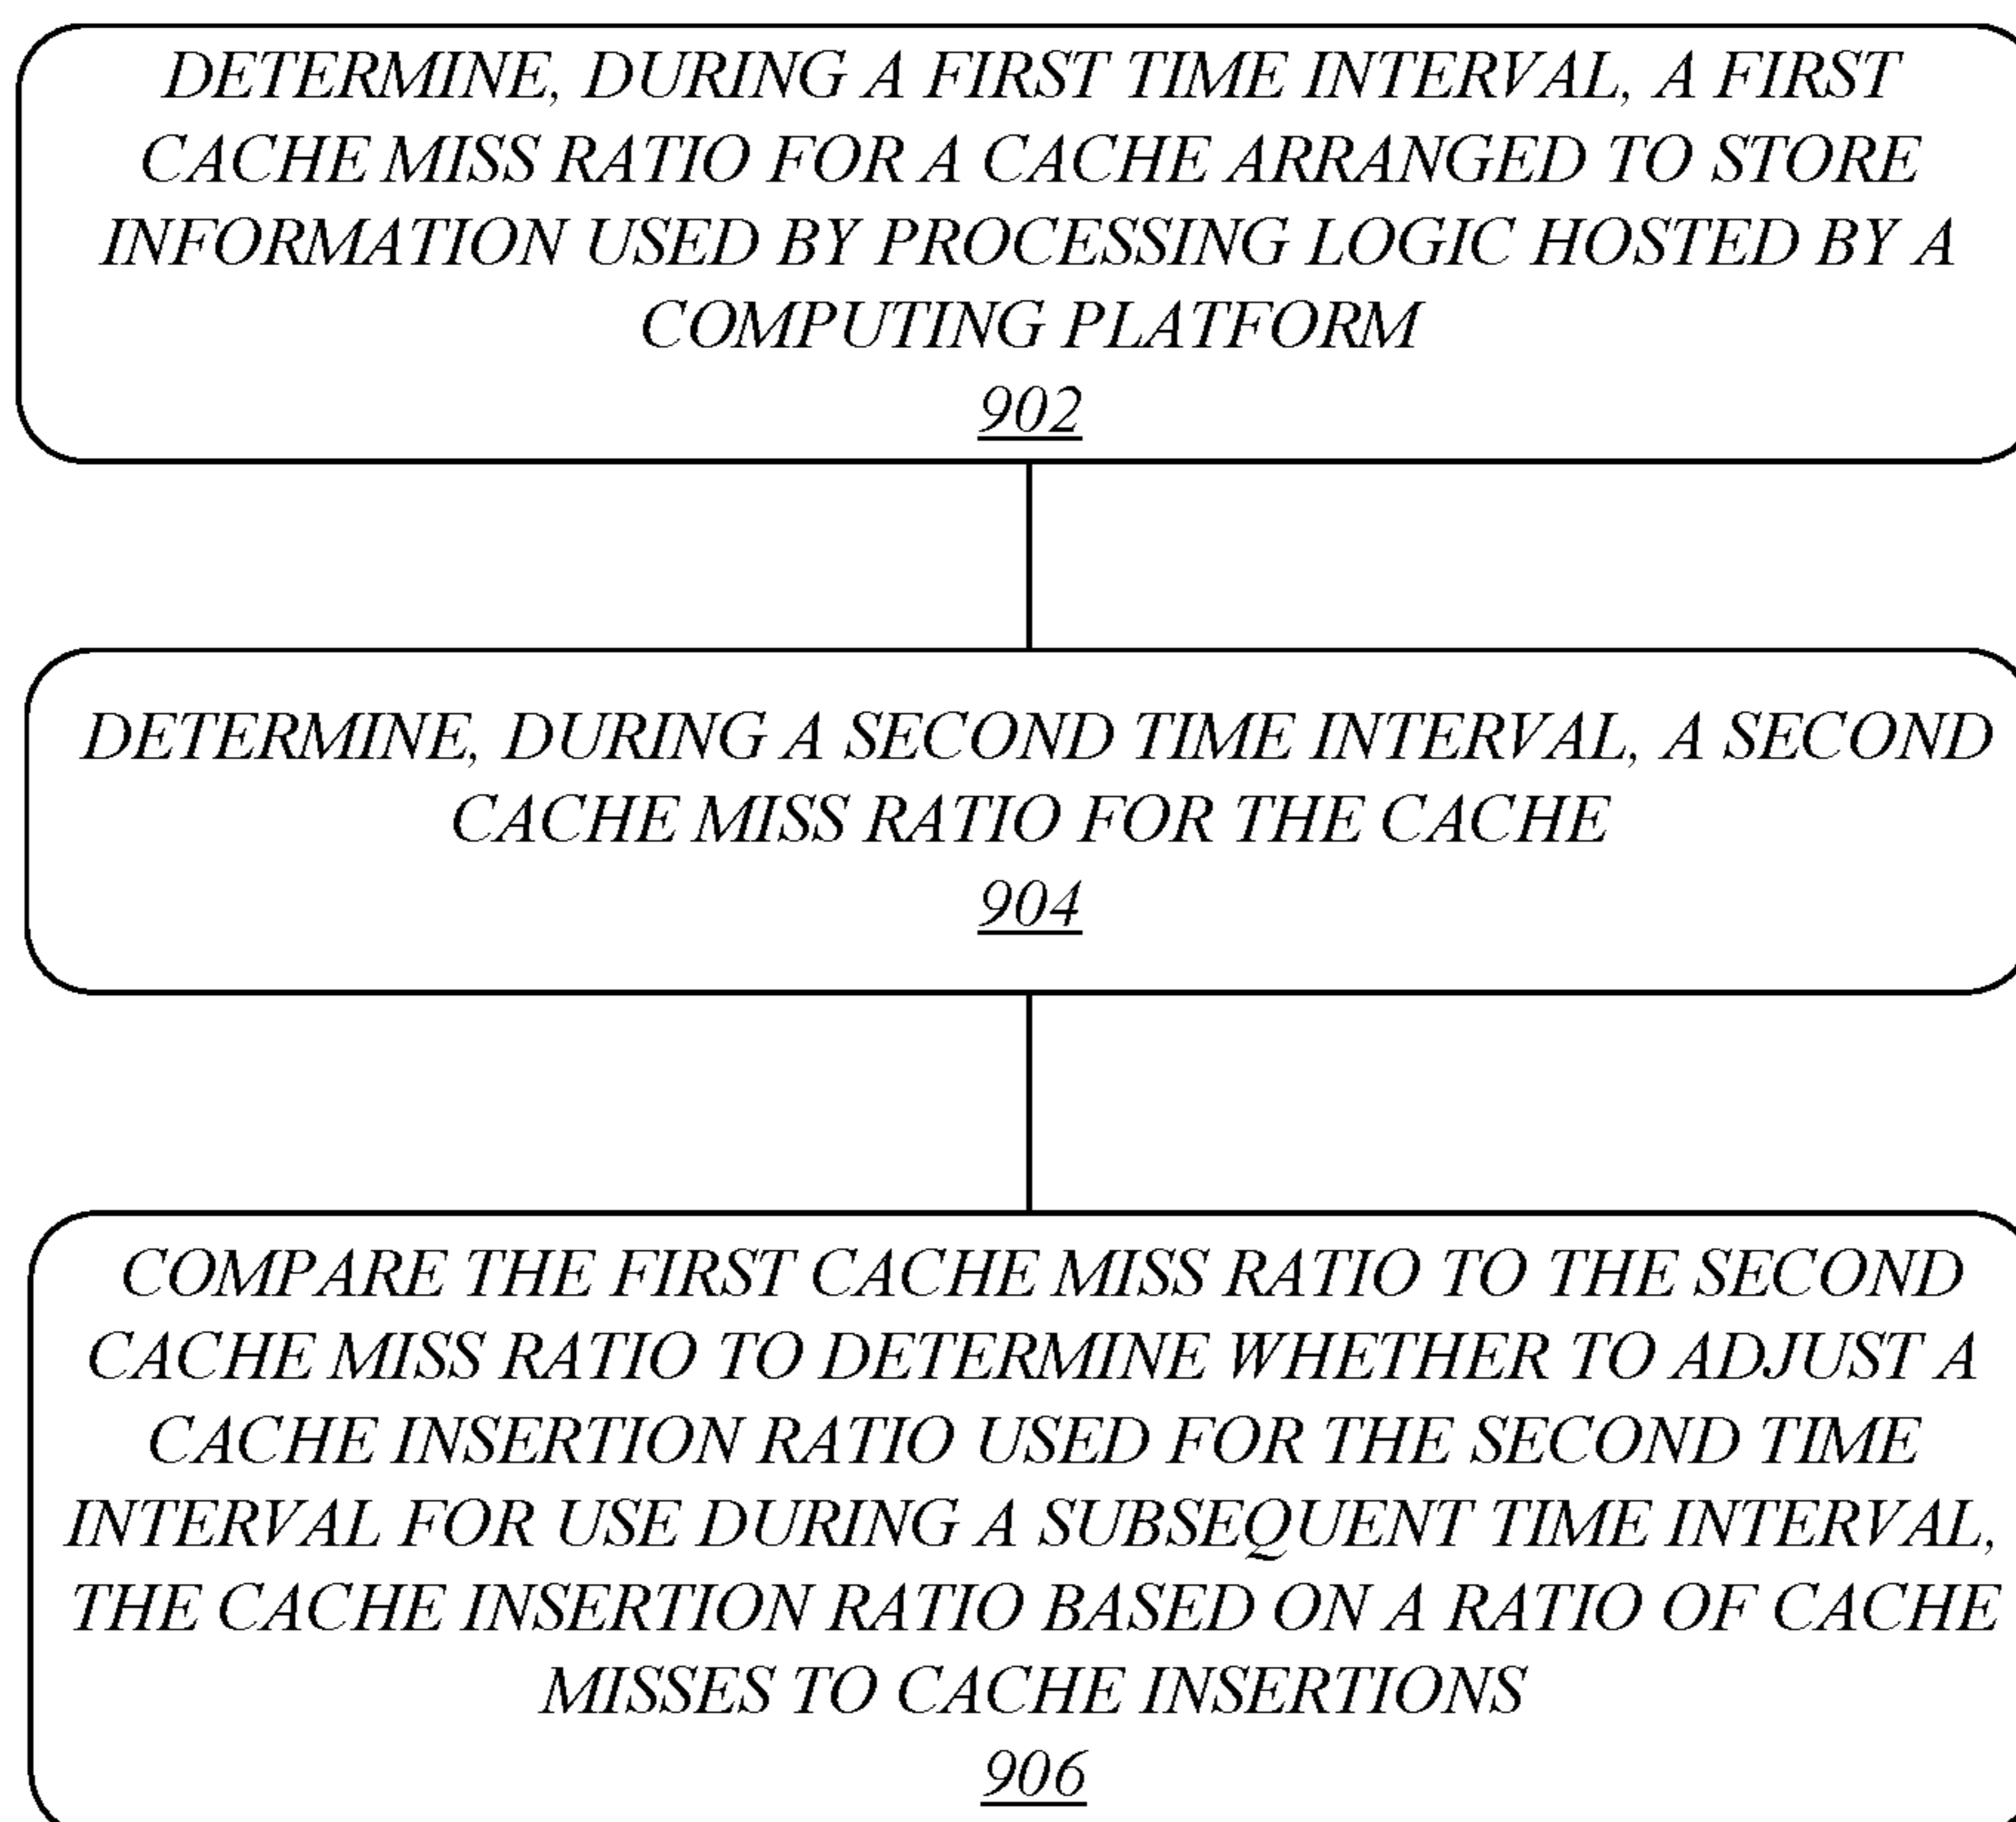 DETERMINE, DURING A FIRST TIME INTERVAL, A FIRST
CACHE MISS RATIO FOR A CACHE ARRANGED TO STORE
INFORMATION USED BY PROCESSING LOGIC HOSTED BY A
COMPUTING PLATFORM
902
DETERMINE, DURING A SECOND TIME INTERVAL, A SECOND
CACHE MISS RATIO FOR THE CACHE
904
COMPARE THE FIRST CACHE MISS RATIO TO THE SECOND
CACHE MISS RATIO TO DETERMINE WHETHER TO ADJUST A
CACHE INSERTION RATIO USED FOR THE SECOND TIME
INTERVAL FOR USE DURING A SUBSEQUENT TIME INTERVAL,
THE CACHE INSERTION RATIO BASED ON A RATIO OF CACHE
MISSES TO CACHE INSERTIONS
906